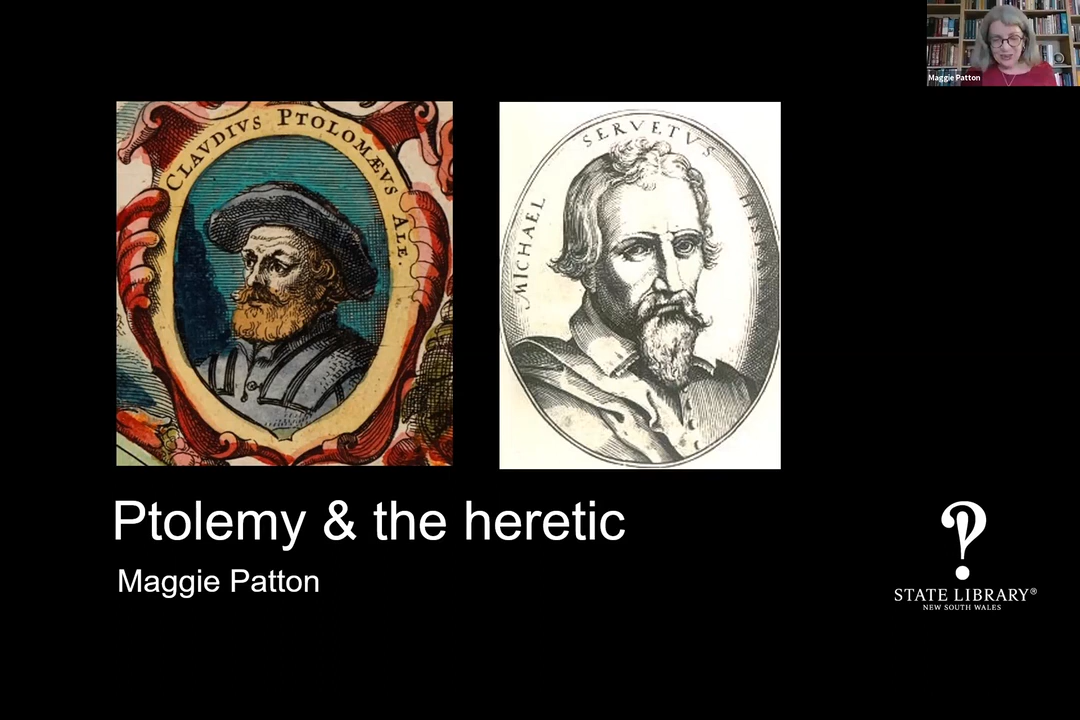 Maggie Patton
CLAVDIVS PTOLOMÆVS ALE.
MICHAEL SERVETVS
Ptolemy & the heretic
Maggie Patton
STATE LIBRARY®
NEW SOUTH WALES